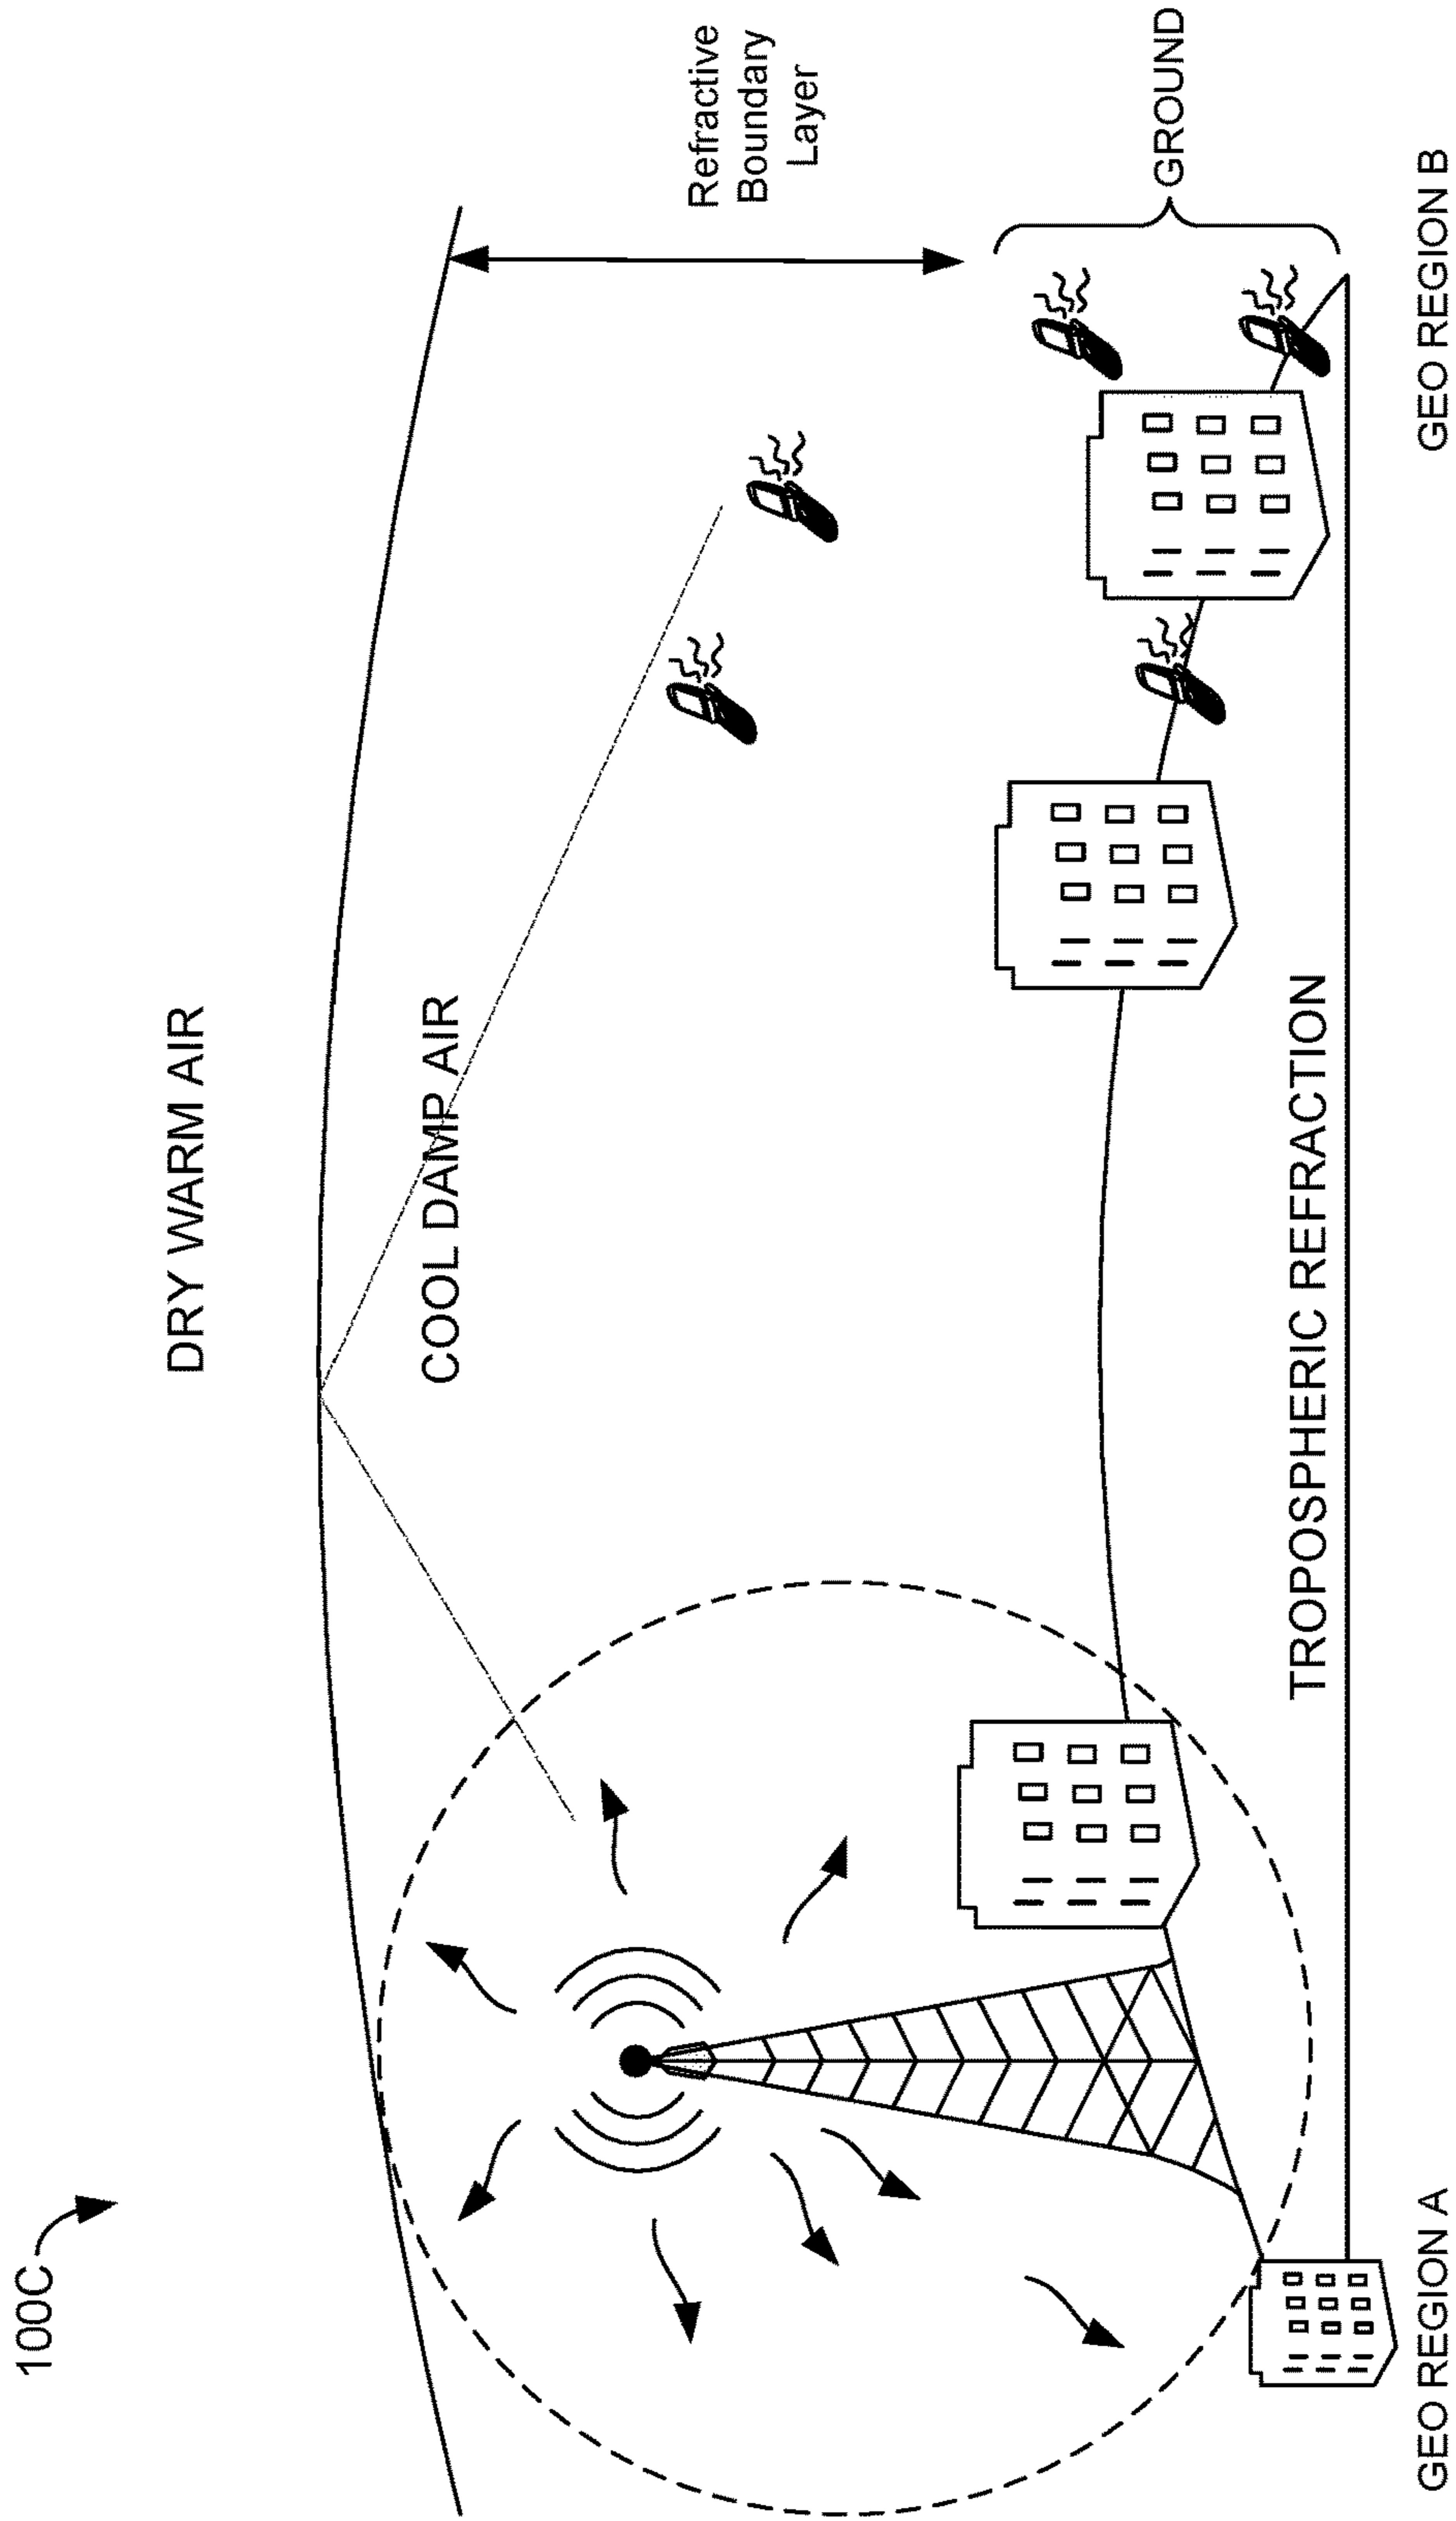 100C
DRY WARM AIR
COOL DAMP AIR
Refractive
Boundary
Layer
GROUND
TROPOSPHERIC REFRACTION
GEO REGION A
GEO REGION B